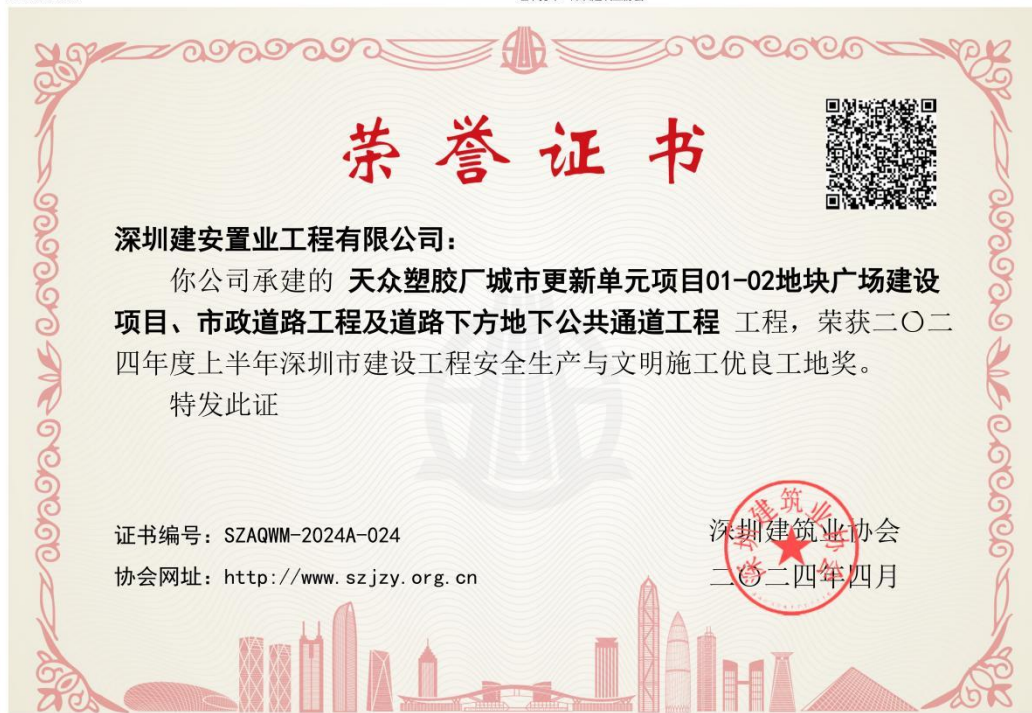 荣誉证书
深圳建安置业工程有限公司：
你公司承建的 天众塑胶厂城市更新单元项目01-02地块广场建设
项目、市政道路工程及道路下方地下公共通道工程 工程，荣获二〇二
四年度上半年深圳市建设工程安全生产与文明施工优良工地奖。
特发此证
证书编号：SZAQWM-2024A-024
深圳建筑业协会
协会网址：http://www.szjzy.org.cn
二〇二四年四月
深圳建筑业协会